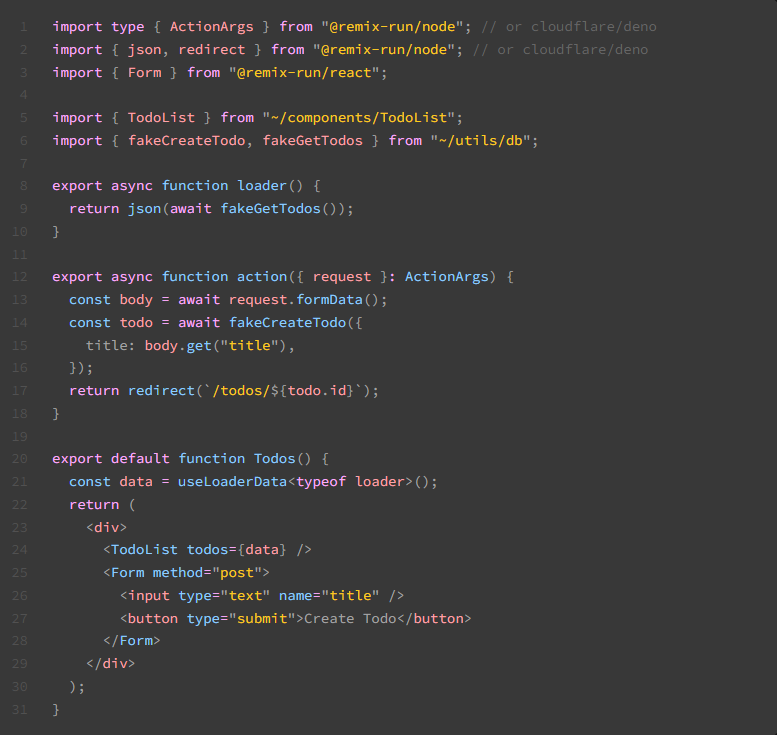 1 import type { ActionArgs } from "@remix-run/node"; // or cloudflare/deno
2 import { json, redirect } from "@remix-run/node"; // or cloudflare/deno
3 import { Form } from "@remix-run/react";
4
5 import { TodoList } from "~/components/TodoList";
6 import { fakeCreateTodo, fakeGetTodos } from "~/utils/db";
7
8 export async function loader() {
9   return json(await fakeGetTodos());
10 }
11
12 export async function action({ request }: ActionArgs) {
13   const body = await request.formData();
14   const todo = await fakeCreateTodo({
15     title: body.get("title"),
16   });
17   return redirect(`/todos/${todo.id}`);
18 }
19
20 export default function Todos() {
21   const data = useLoaderData<typeof loader>();
22   return (
23     <div>
24       <TodoList todos={data} />
25       <Form method="post">
26         <input type="text" name="title" />
27         <button type="submit">Create Todo</button>
28       </Form>
29     </div>
30   );
31 }